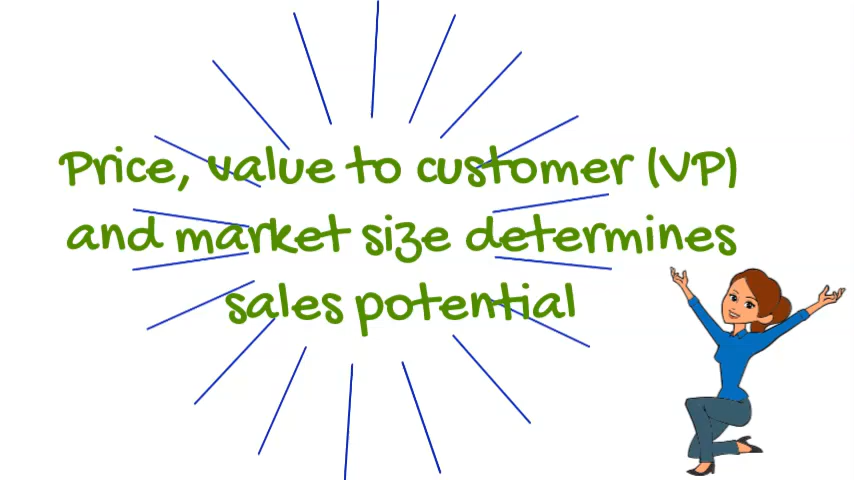 Price, value to customer (VP)
and market size determines
sales potential